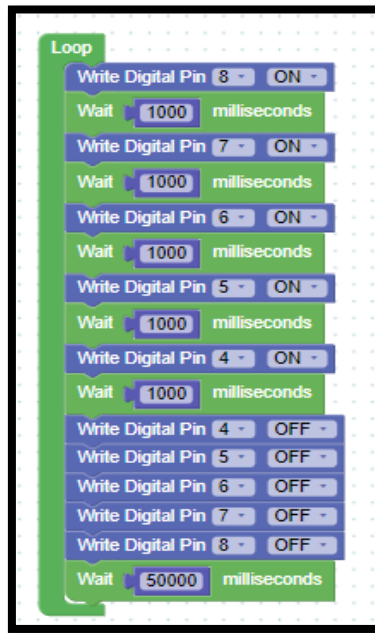 Loop
Write Digital Pin 8 ON
Wait 1000 milliseconds
Write Digital Pin 7 ON
Wait 1000 milliseconds
Write Digital Pin 6 ON
Wait 1000 milliseconds
Write Digital Pin 5 ON
Wait 1000 milliseconds
Write Digital Pin 4 ON
Wait 1000 milliseconds
Write Digital Pin 4 OFF
Write Digital Pin 5 OFF
Write Digital Pin 6 OFF
Write Digital Pin 7 OFF
Write Digital Pin 8 OFF
Wait 50000 milliseconds